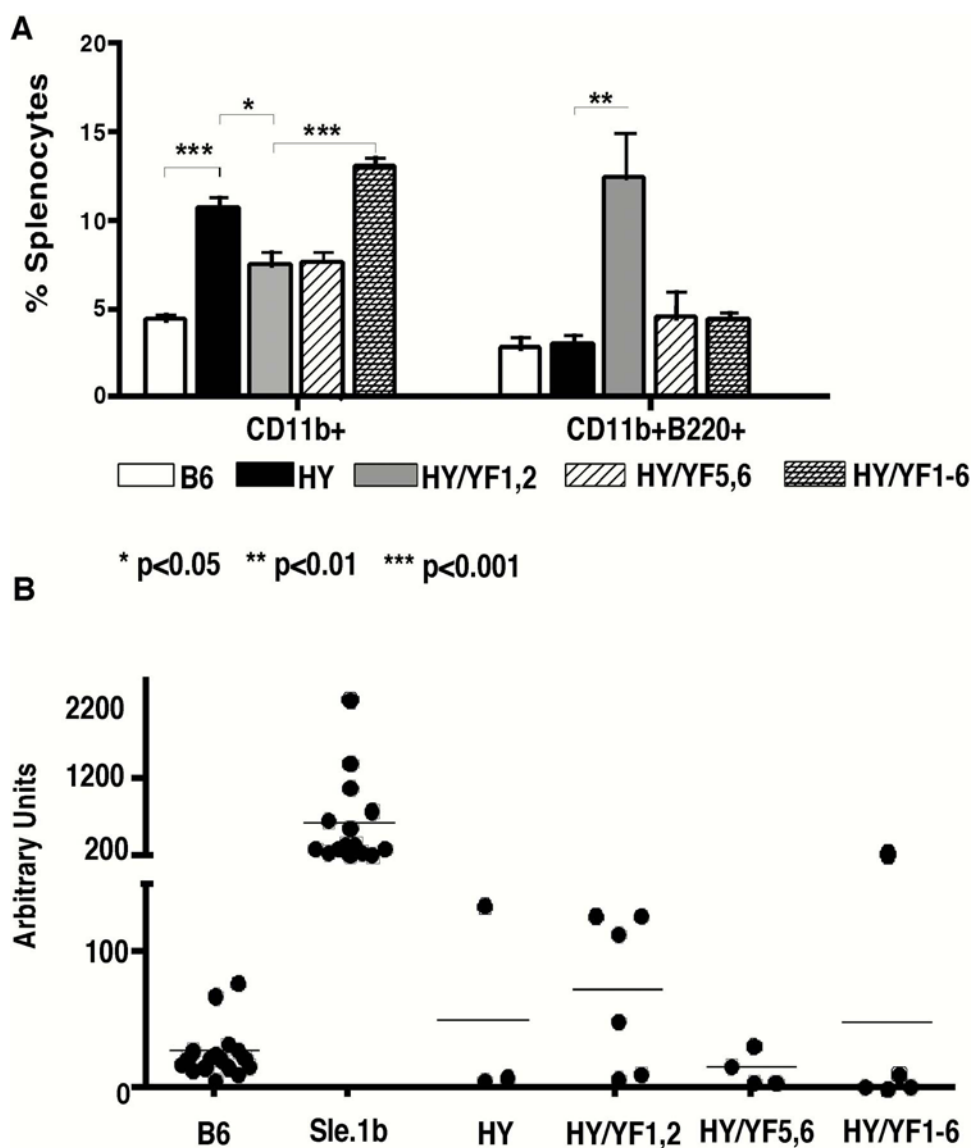 A
20
15
10
5
0
% Splenocytes
***
*
***
**
CD11b+ CD11b+B220+
B6 HY HY/YF1,2 HY/YF5,6 HY/YF1-6
* p<0.05 ** p<0.01 *** p<0.001
B
2200
1200
200
100
0
Arbitrary Units
B6 Sle.1b HY HY/YF1,2 HY/YF5,6 HY/YF1-6